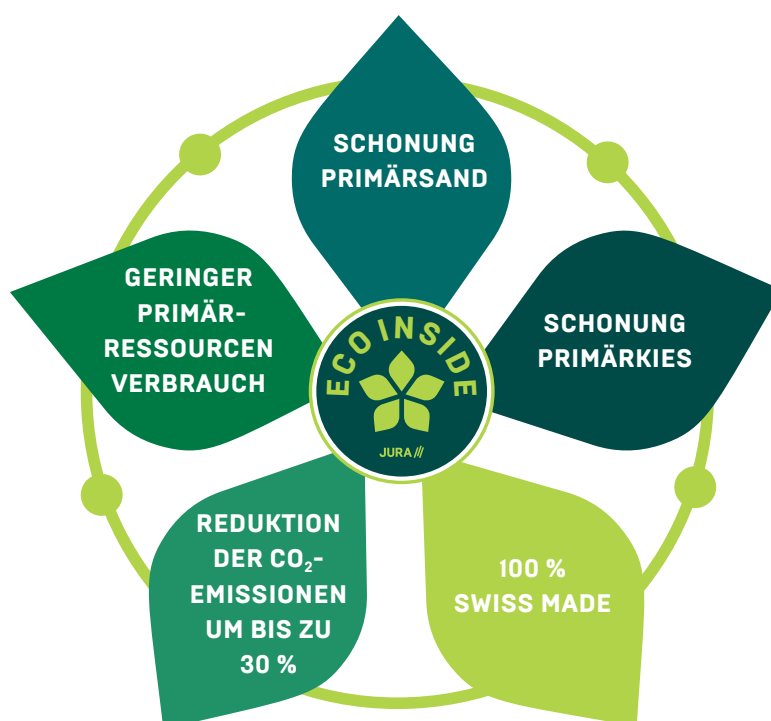 SCHONUNG
PRIMÄRSAND
SCHONUNG
PRIMÄRKIES
100 %
SWISS MADE
REDUKTION
DER CO₂-
EMISSIONEN
UM BIS ZU
30 %
GERINGER
PRIMÄR-
RESSOURCEN
VERBRAUCH
ECO INSIDE
JURA